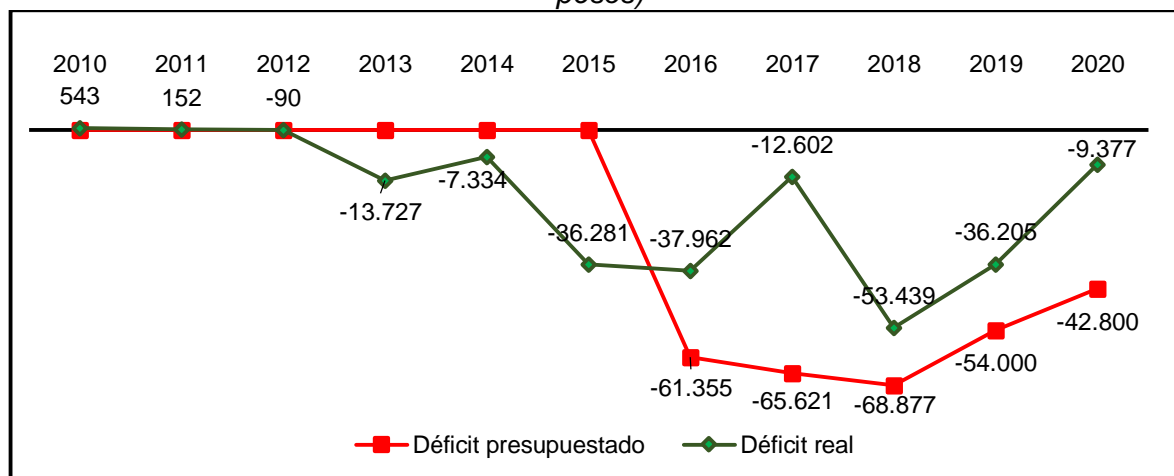 pesos)
2010 2011 2012 2013 2014 2015 2016 2017 2018 2019 2020
543 152 -90
-12.602 -9.377
-7.334
-13.727 -36.281 -37.962 -36.205
-53.439
-42.800
-61.355 -65.621 -68.877 -54.000
Déficit presupuestado Déficit real